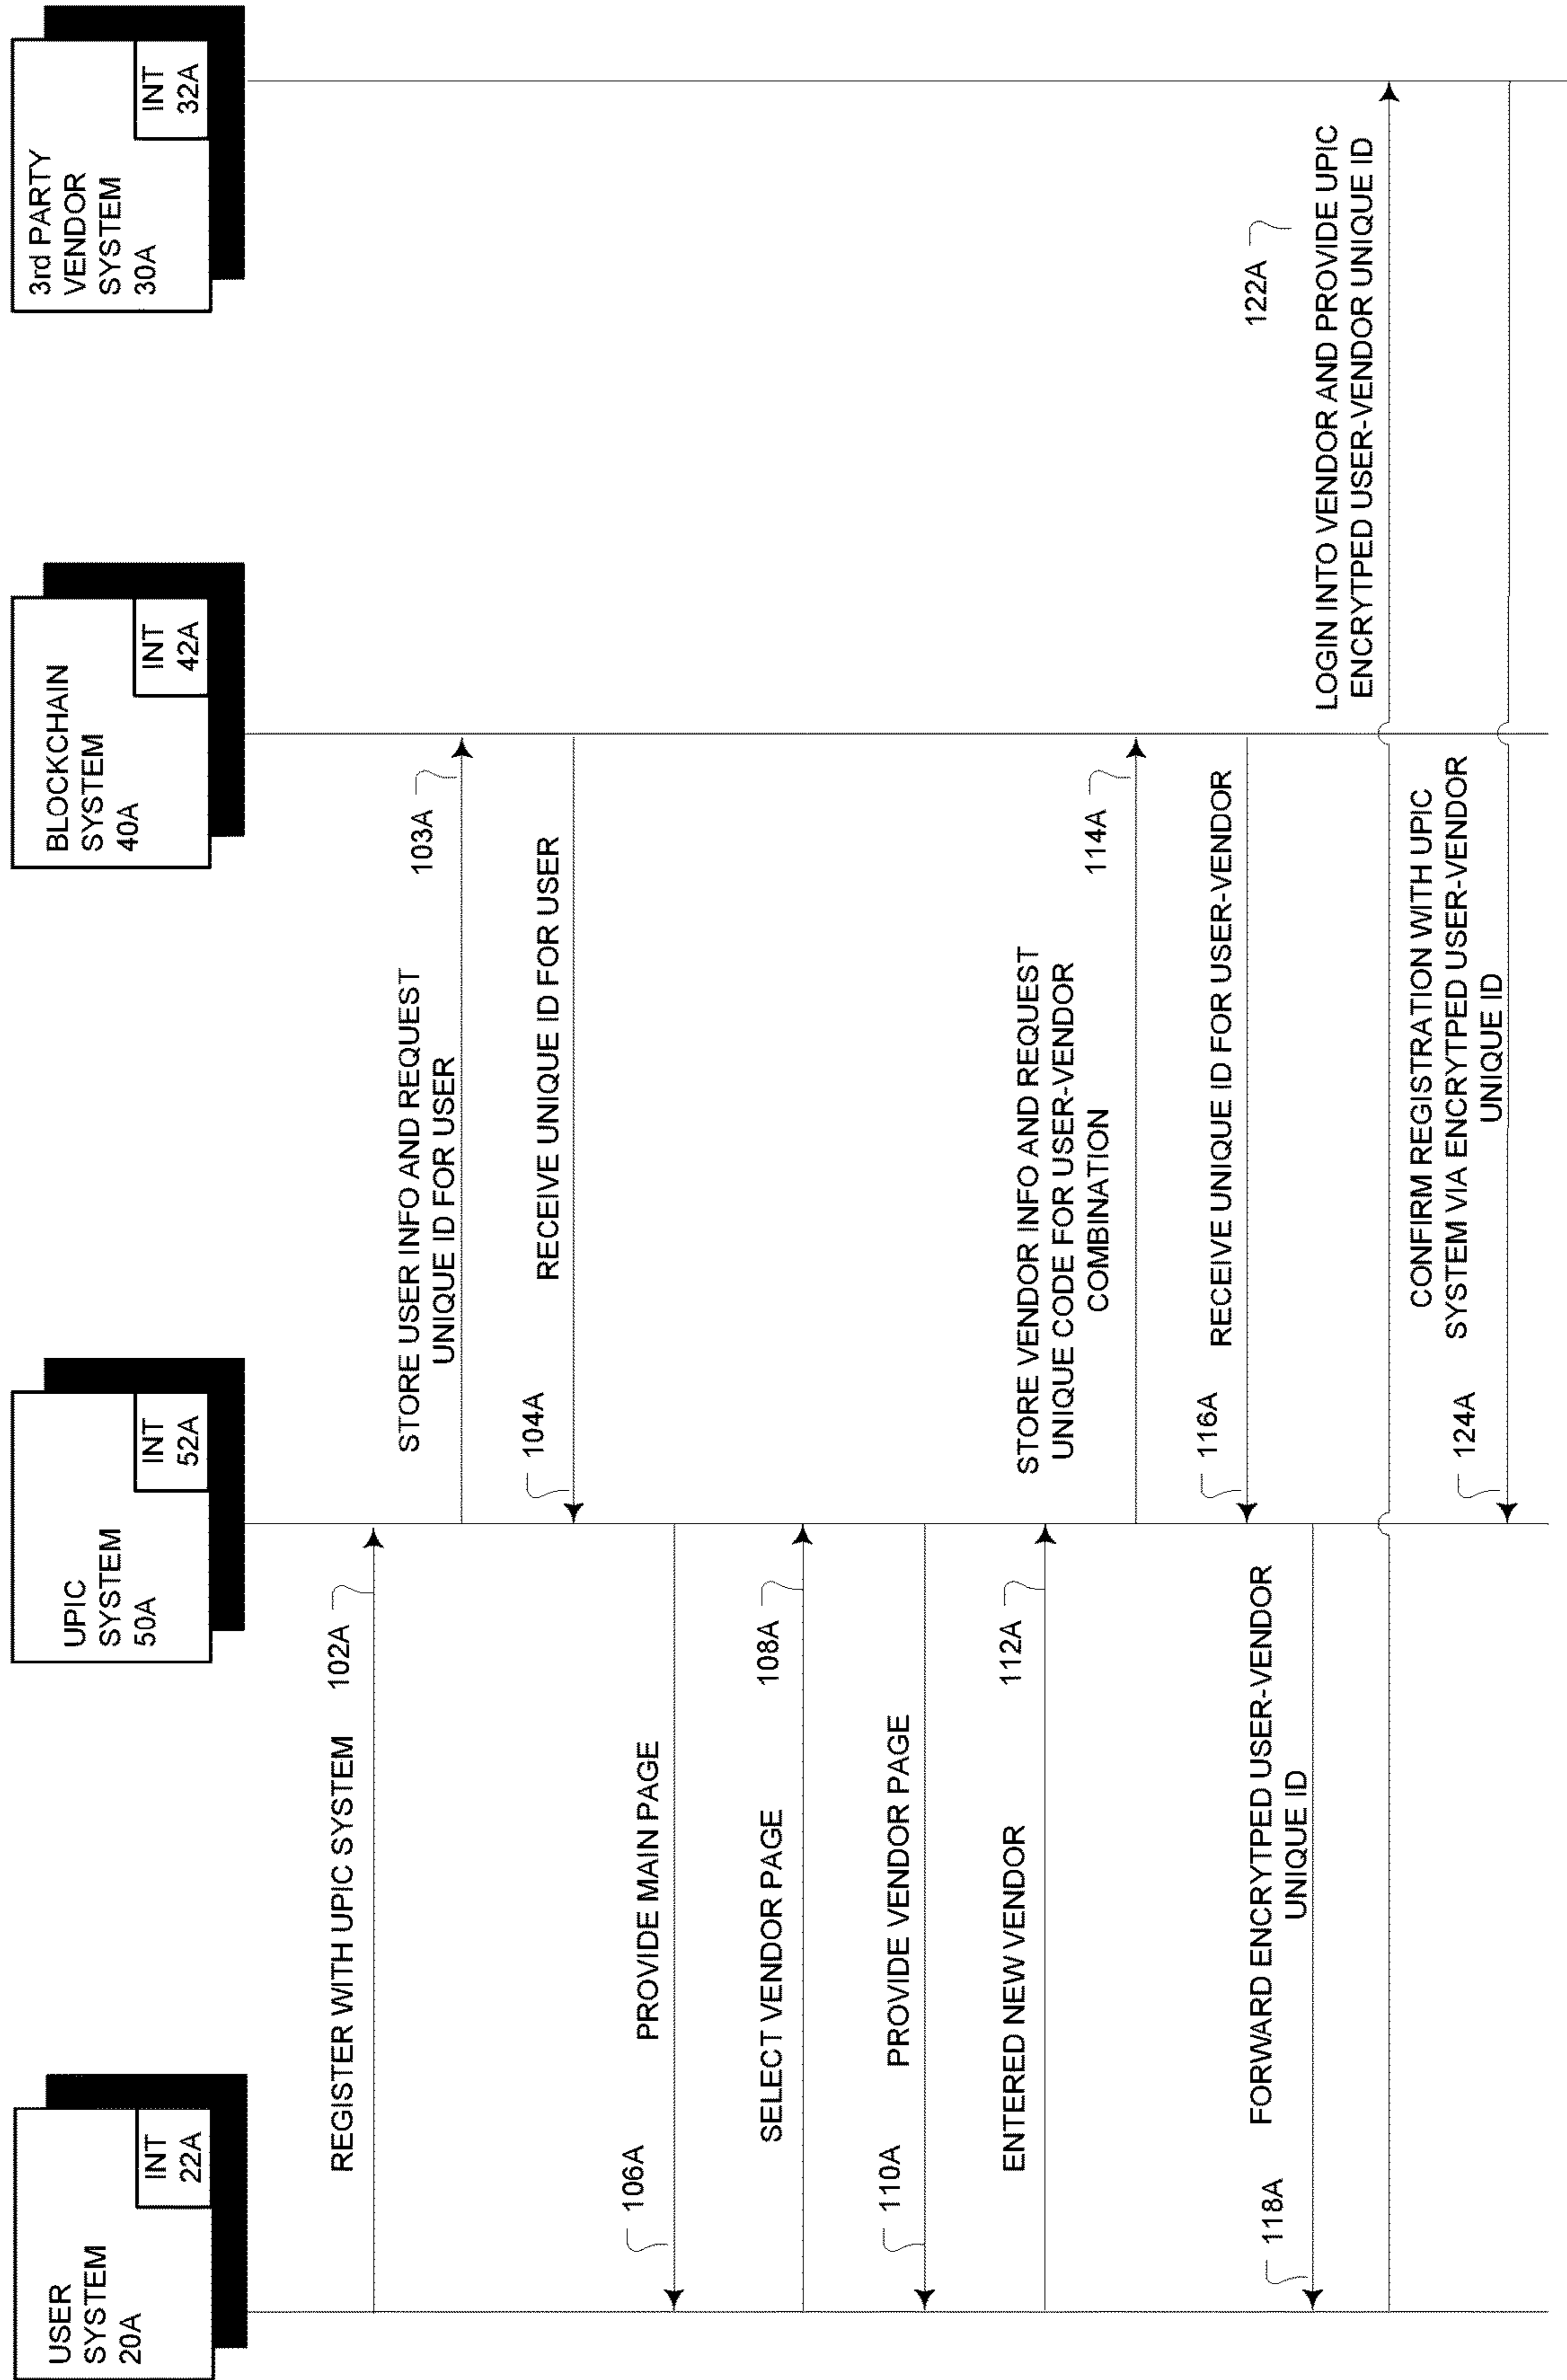 USER
SYSTEM
20A
INT
22A
UPIC
SYSTEM
50A
INT
52A
BLOCKCHAIN
SYSTEM
40A
INT
42A
3rd PARTY
VENDOR
SYSTEM
30A
INT
32A
REGISTER WITH UPIC SYSTEM
102A
STORE USER INFO AND REQUEST
UNIQUE ID FOR USER
103A
104A
RECEIVE UNIQUE ID FOR USER
106A
PROVIDE MAIN PAGE
SELECT VENDOR PAGE
108A
110A
PROVIDE VENDOR PAGE
ENTERED NEW VENDOR
112A
STORE VENDOR INFO AND REQUEST
UNIQUE CODE FOR USER-VENDOR
COMBINATION
114A
116A
RECEIVE UNIQUE ID FOR USER-VENDOR
118A
FORWARD ENCRYTPED USER-VENDOR
UNIQUE ID
122A
LOGIN INTO VENDOR AND PROVIDE UPIC
ENCRYTPED USER-VENDOR UNIQUE ID
124A
CONFIRM REGISTRATION WITH UPIC
SYSTEM VIA ENCRYTPED USER-VENDOR
UNIQUE ID